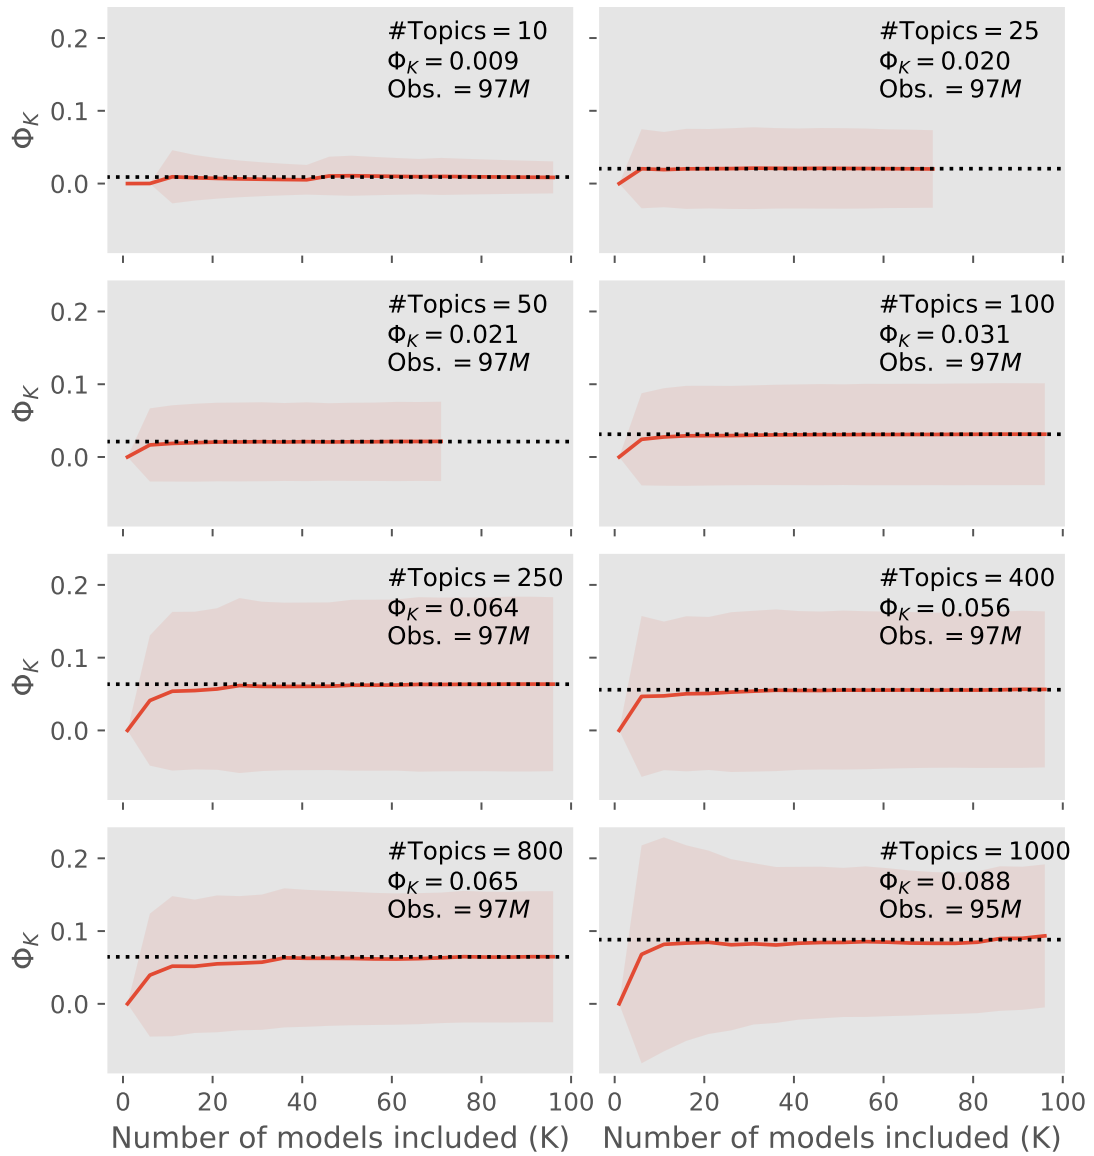 #Topics = 10
Φ_K = 0.009
Obs. = 97M
0.2
0.1
0.0
Φ_K
#Topics = 25
Φ_K = 0.020
Obs. = 97M
#Topics = 50
Φ_K = 0.021
Obs. = 97M
0.2
0.1
0.0
Φ_K
#Topics = 100
Φ_K = 0.031
Obs. = 97M
#Topics = 250
Φ_K = 0.064
Obs. = 97M
0.2
0.1
0.0
Φ_K
#Topics = 400
Φ_K = 0.056
Obs. = 97M
#Topics = 800
Φ_K = 0.065
Obs. = 97M
0.2
0.1
0.0
Φ_K
0 20 40 60 80 100
Number of models included (K)
#Topics = 1000
Φ_K = 0.088
Obs. = 95M
0 20 40 60 80 100
Number of models included (K)